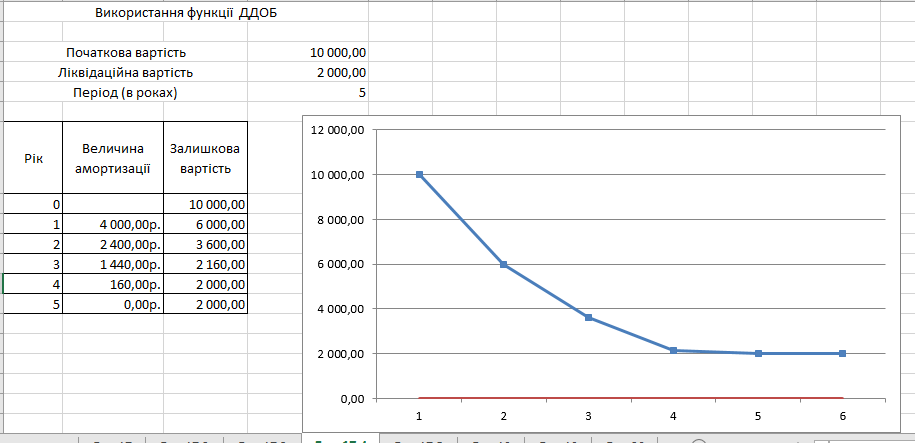 Використання функції ДДОБ
Початкова вартість 10 000,00
Ліквідаційна вартість 2 000,00
Період (в роках) 5
Рік Величина амортизації Залишкова вартість
0 10 000,00
1 4 000,00р. 6 000,00
2 2 400,00р. 3 600,00
3 1 440,00р. 2 160,00
4 160,00р. 2 000,00
5 0,00р. 2 000,00
12 000,00
10 000,00
8 000,00
6 000,00
4 000,00
2 000,00
0,00
1 2 3 4 5 6